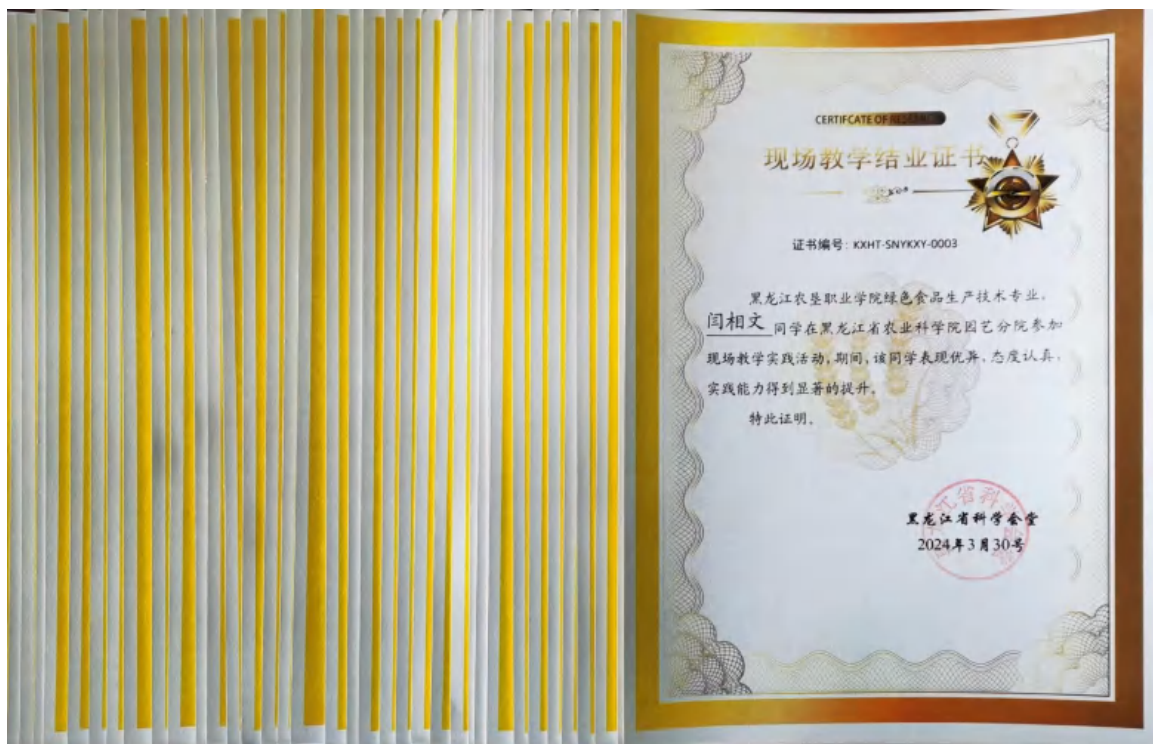 CERTIFCATE OF RESEARCH
现场教学结业证书
证书编号：KXHT-SNYKXY-0003
黑龙江农垦职业学院绿色食品生产技术专业，
闫相文 同学在黑龙江省农业科学院园艺分院参加
现场教学实践活动，期间，该同学表现优异，态度认真，
实践能力得到显著的提升。
特此证明。
江省科学
黑龙江省科学会堂
2024年3月30号